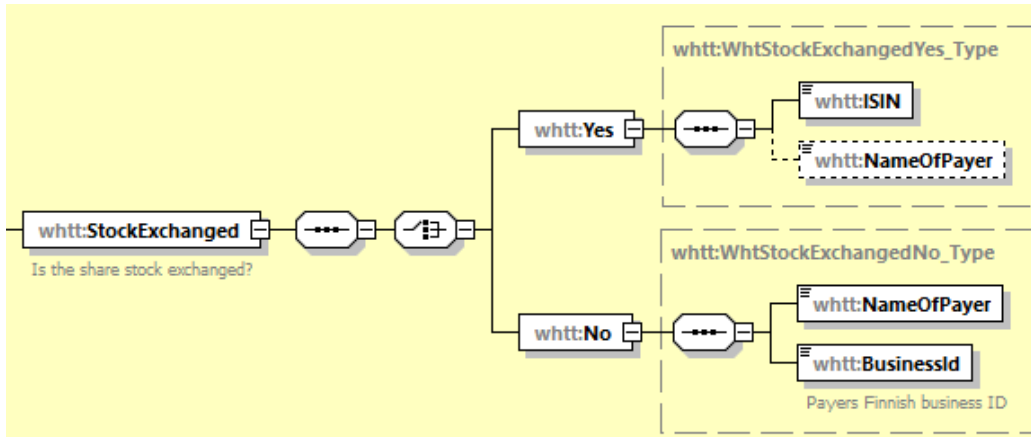 whtt:WhtStockExchangedYes_Type
whtt:ISIN
whtt:Yes
whtt:NameOfPayer
whtt:StockExchanged
Is the share stock exchanged?
whtt:WhtStockExchangedNo_Type
whtt:NameOfPayer
whtt:No
whtt:BusinessId
Payers Finnish business ID